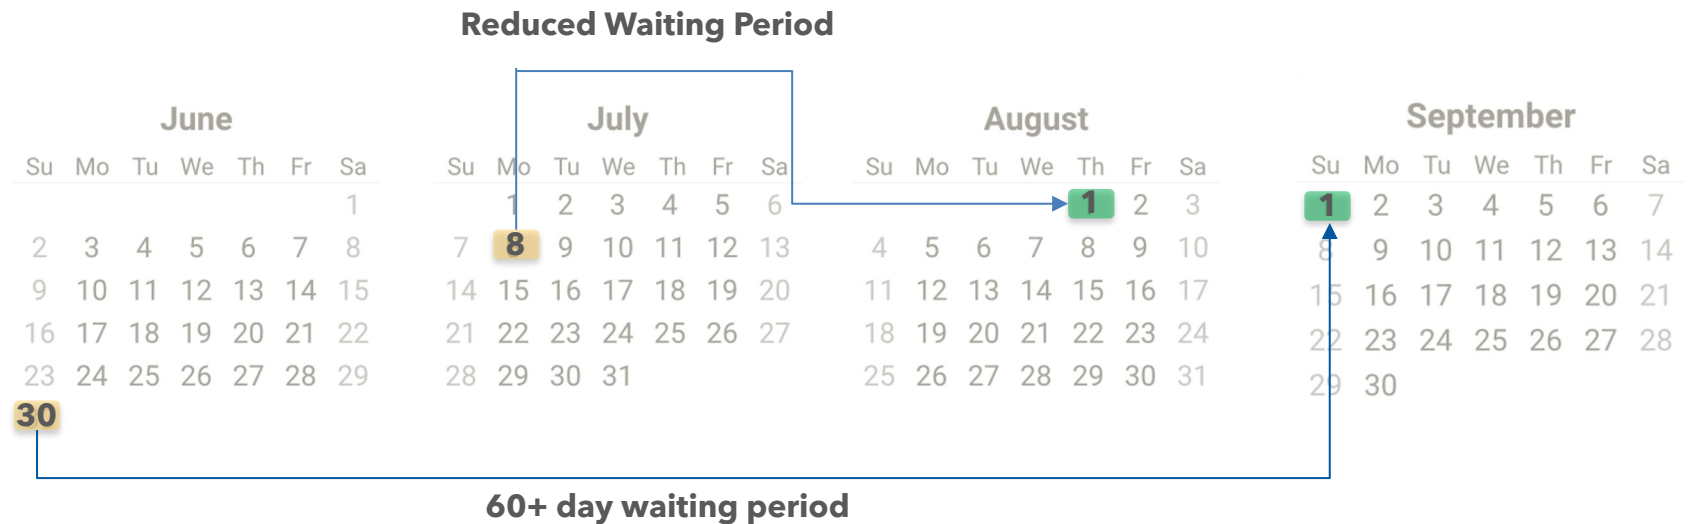 Reduced Waiting Period
June
Su Mo Tu We Th Fr Sa
1
2 3 4 5 6 7 8
9 10 11 12 13 14 15
16 17 18 19 20 21 22
23 24 25 26 27 28 29
30
July
Su Mo Tu We Th Fr Sa
1 2 3 4 5 6
7 8 9 10 11 12 13
14 15 16 17 18 19 20
21 22 23 24 25 26 27
28 29 30 31
August
Su Mo Tu We Th Fr Sa
1 2 3
4 5 6 7 8 9 10
11 12 13 14 15 16 17
18 19 20 21 22 23 24
25 26 27 28 29 30 31
September
Su Mo Tu We Th Fr Sa
1 2 3 4 5 6 7
8 9 10 11 12 13 14
15 16 17 18 19 20 21
22 23 24 25 26 27 28
29 30
60+ day waiting period